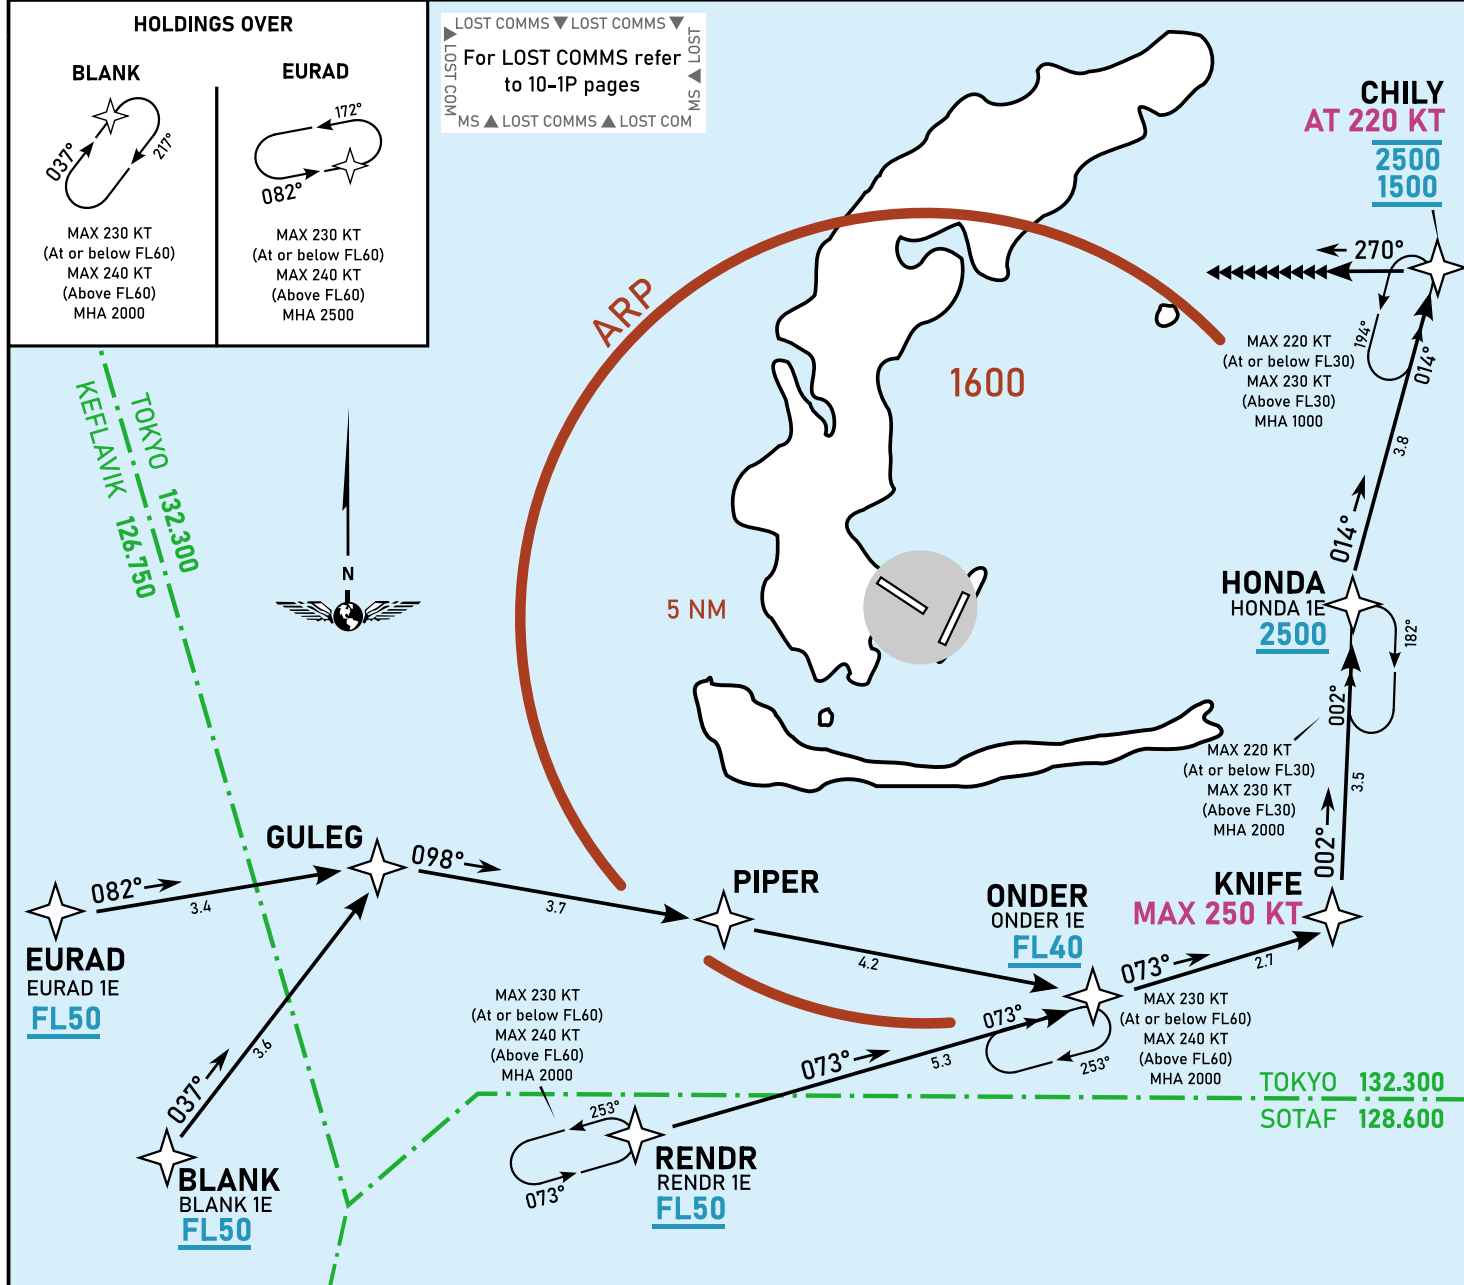 HOLDINGS OVER
BLANK
037°
217°
MAX 230 KT
(At or below FL60)
MAX 240 KT
(Above FL60)
MHA 2000
EURAD
172°
082°
MAX 230 KT
(At or below FL60)
MAX 240 KT
(Above FL60)
MHA 2500
LOST COMMS ▼ LOST COMMS ▼
LOST
MS ▲
▼ LOST COM
For LOST COMMS refer
to 10-1P pages
MS ▲ LOST COMMS ▲ LOST COM
CHILY
AT 220 KT
2500
1500
270°
194°
014°
MAX 220 KT
(At or below FL30)
MAX 230 KT
(Above FL30)
MHA 1000
ARP
1600
5 NM
TOKYO 132.300
KEFLAVIK 126.750
N
3.8
014°
HONDA
HONDA 1E
2500
182°
002°
MAX 220 KT
(At or below FL30)
MAX 230 KT
(Above FL30)
MHA 2000
3.5
002°
GULEG
098°
3.7
082°
3.4
EURAD
EURAD 1E
FL50
PIPER
4.2
ONDER
ONDER 1E
FL40
KNIFE
MAX 250 KT
073°
2.7
MAX 230 KT
(At or below FL60)
MAX 240 KT
(Above FL60)
MHA 2000
073°
253°
MAX 230 KT
(At or below FL60)
MAX 240 KT
(Above FL60)
MHA 2000
073°
5.3
3.6
037°
BLANK
BLANK 1E
FL50
253°
073°
RENDR
RENDR 1E
FL50
TOKYO 132.300
SOTAF 128.600